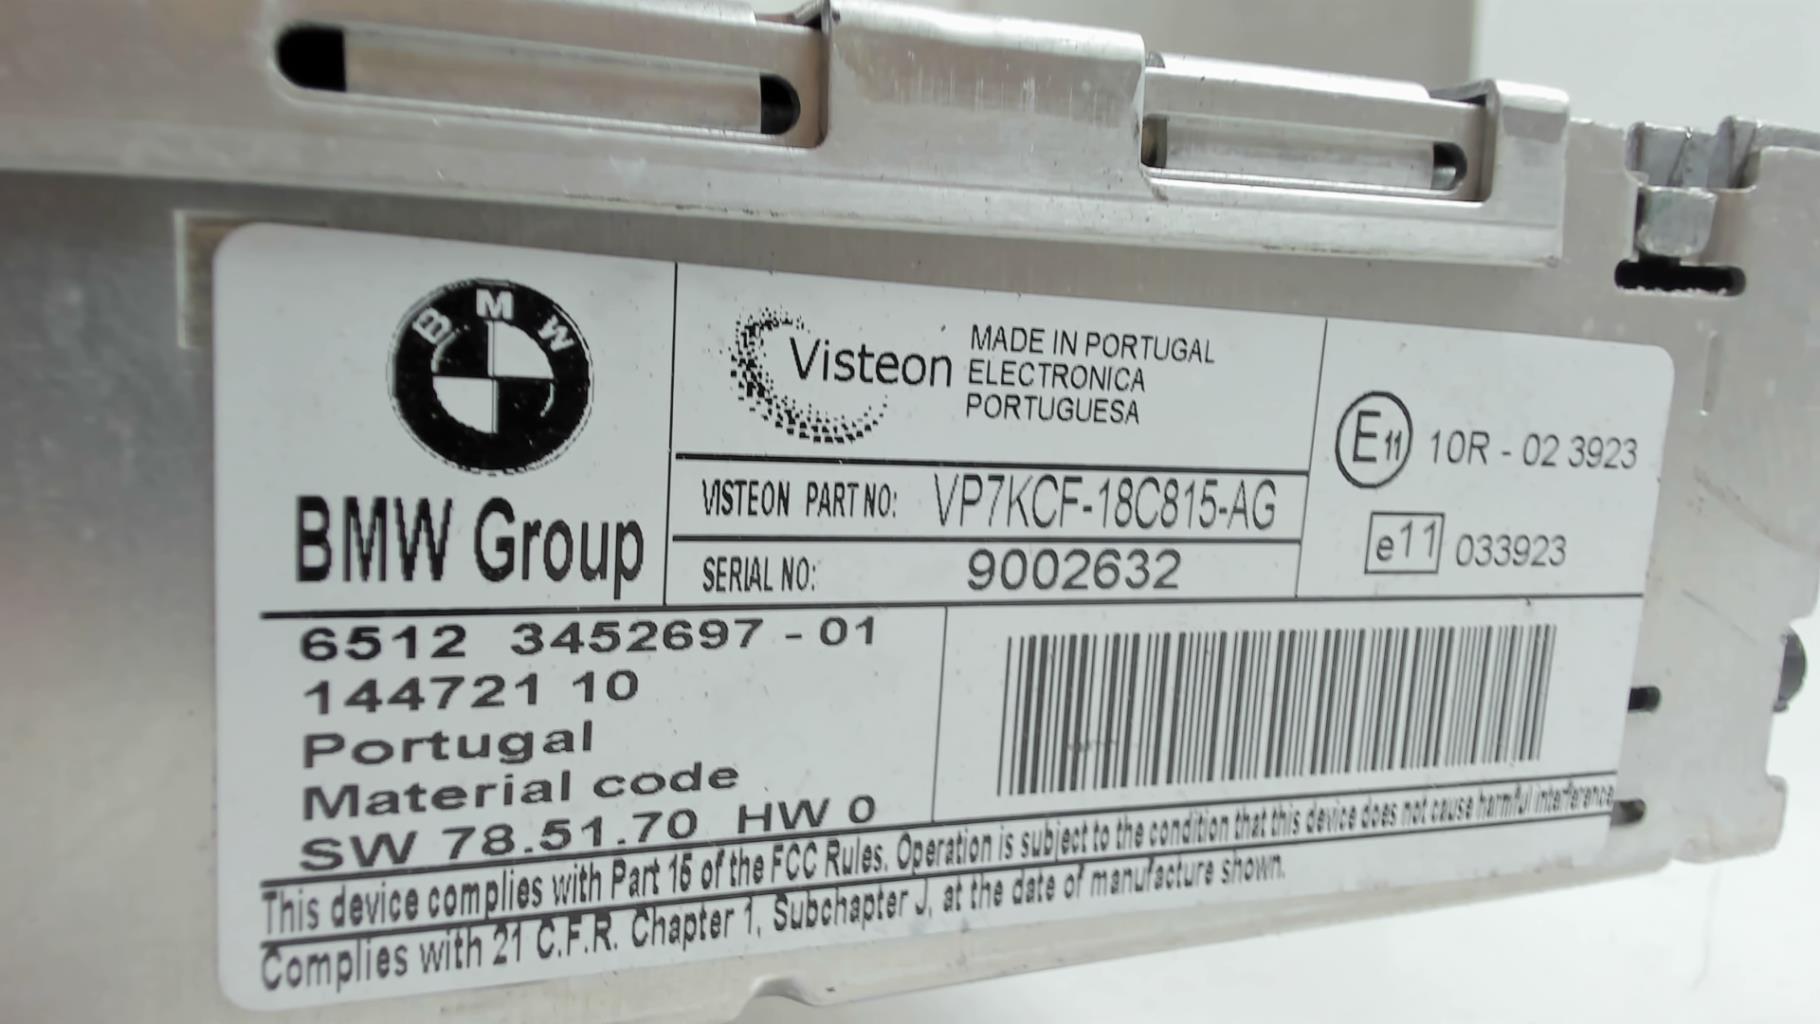 BMW
BMW Group
Visteon
MADE IN PORTUGAL
ELECTRONICA
PORTUGUESA
VISTEON PART NO: VP7KCF-18C815-AG
SERIAL NO: 9002632
E11 10R - 02 3923
e11 033923
6512 3452697 - 01
144721 10
Portugal
Material code
SW 78.51.70 HW 0
This device complies with Part 15 of the FCC Rules. Operation is subject to the condition that this device does not cause harmful interference
Complies with 21 C.F.R. Chapter 1, Subchapter J, at the date of manufacture shown.